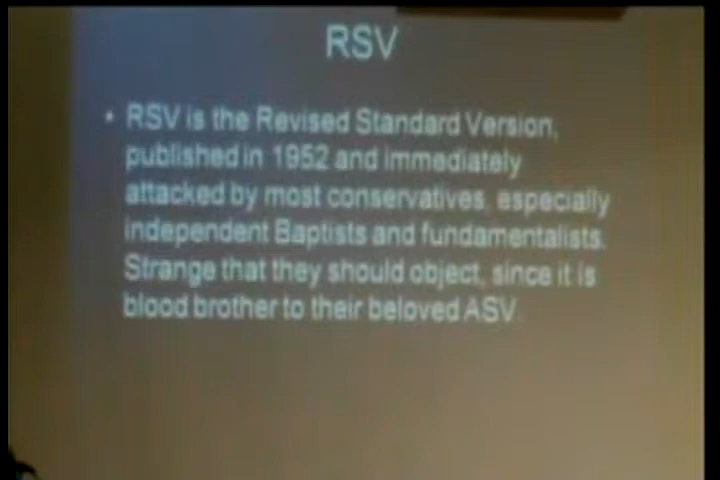 RSV
• RSV is the Revised Standard Version,
published in 1952 and immediately
attacked by most conservatives, especially
independent Baptists and fundamentalists.
Strange that they should object, since it is
blood brother to their beloved ASV.